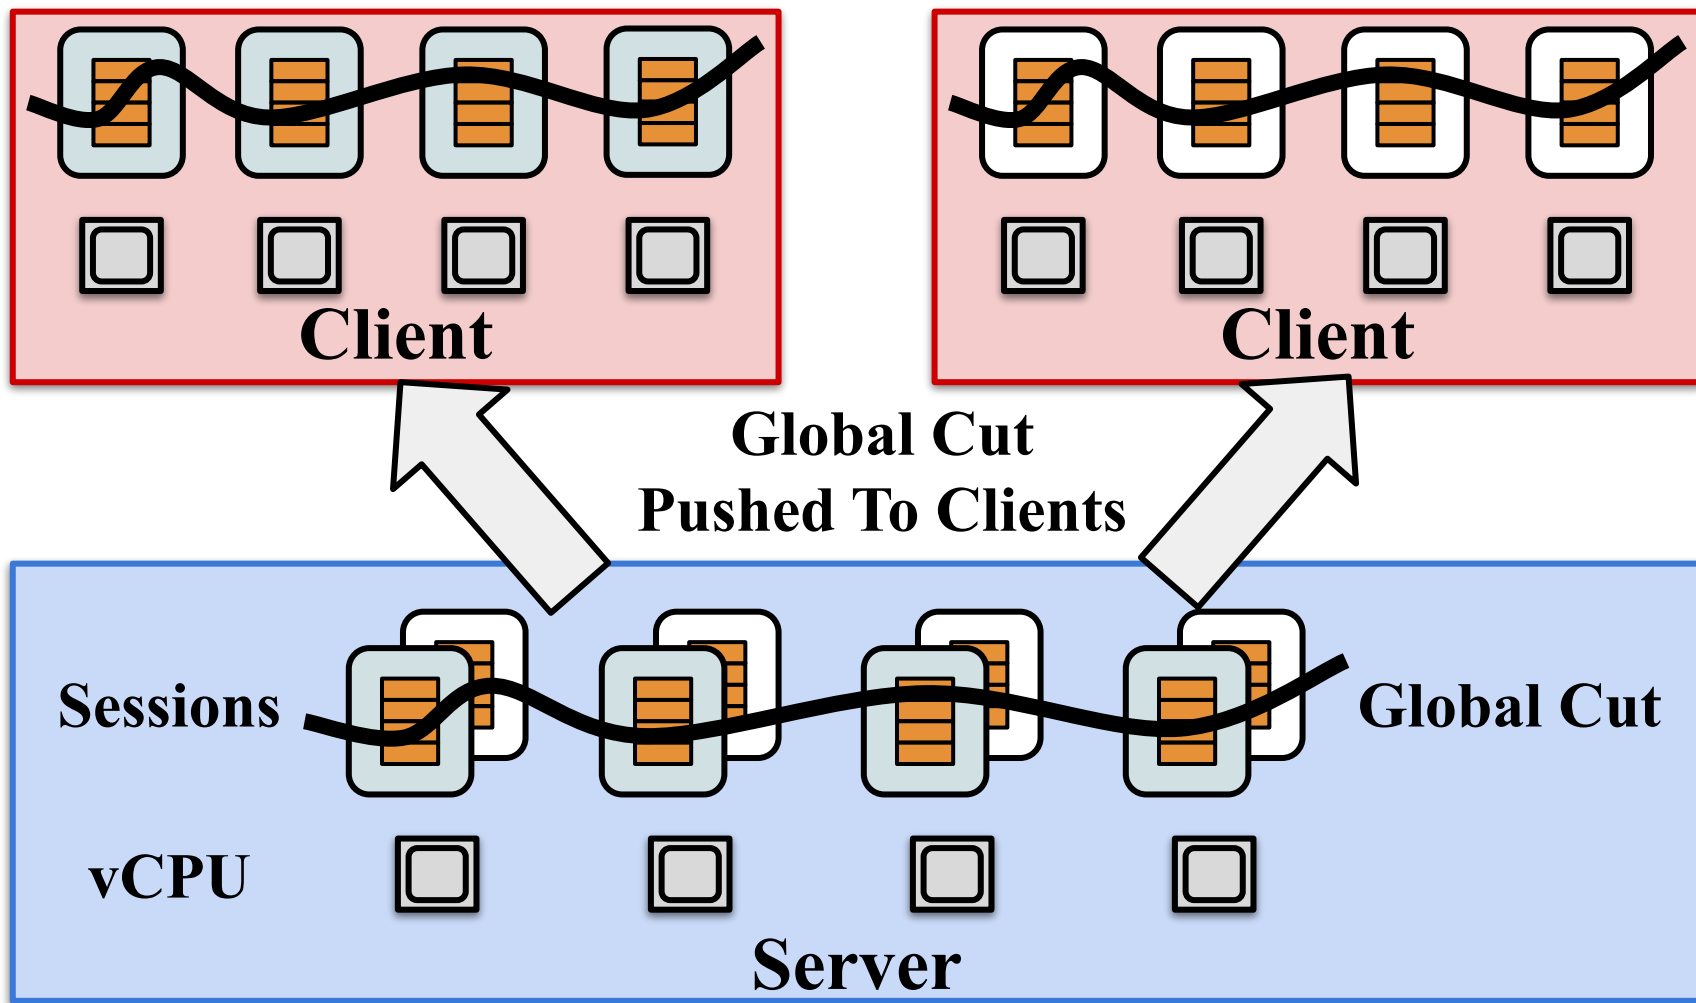 Client
Client
Global Cut
Pushed To Clients
Sessions
Global Cut
vCPU
Server